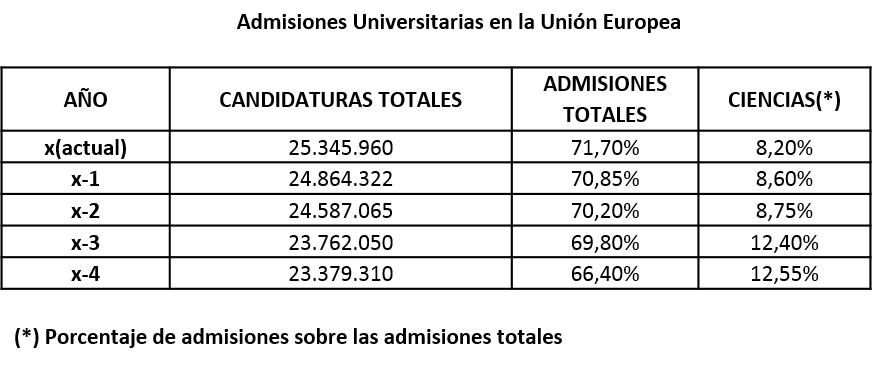 Admisiones Universitarias en la Unión Europea
AÑO CANDIDATURAS TOTALES ADMISIONES TOTALES CIENCIAS(*)
x(actual) 25.345.960 71,70% 8,20%
x-1 24.864.322 70,85% 8,60%
x-2 24.587.065 70,20% 8,75%
x-3 23.762.050 69,80% 12,40%
x-4 23.379.310 66,40% 12,55%
(*) Porcentaje de admisiones sobre las admisiones totales